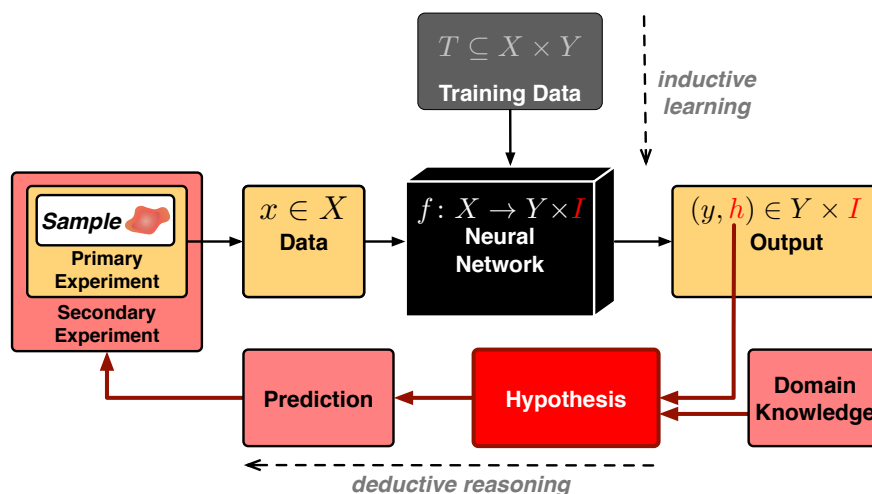 T ⊆ X × Y
Training Data
inductive
learning
Sample
Primary
Experiment
Secondary
Experiment
x ∈ X
Data
f: X → Y × I
Neural
Network
(y, h) ∈ Y × I
Output
Prediction
Hypothesis
Domain
Knowledge
deductive reasoning